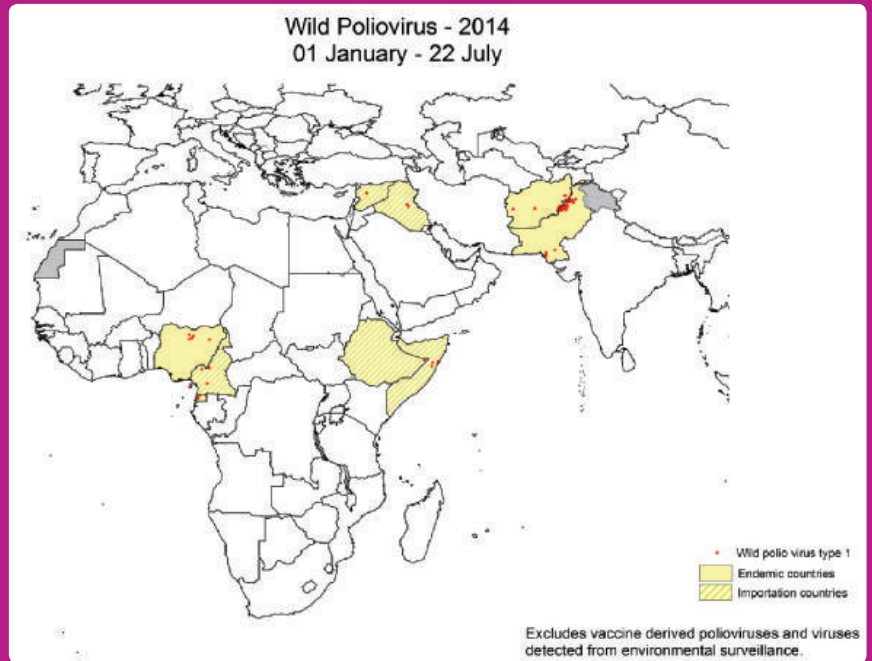 Wild Poliovirus - 2014
01 January - 22 July
Wild polio virus type 1
Endemic countries
Importation countries
Excludes vaccine derived polioviruses and viruses
detected from environmental surveillance.